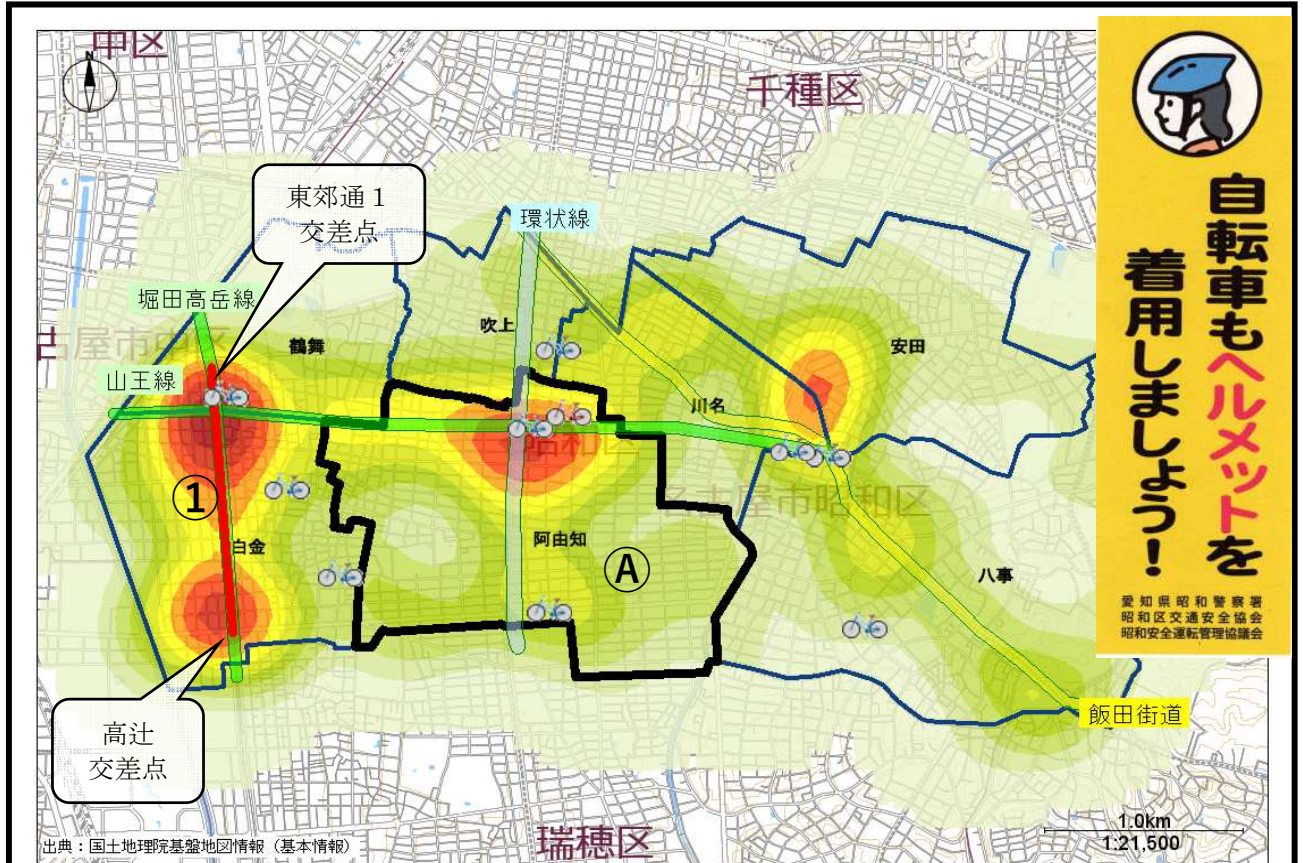 中区
N
千種区
東郊通1
交差点
環状線
堀田高岳線
吹上
鶴舞
安田
山王線
川名
昭和区
名古屋市昭和区
①
白金
阿由知
Ⓐ
八事
高辻
交差点
飯田街道
瑞穂区
出典：国土地理院基盤地図情報（基本情報）
1.0km
1:21,500
自転車もヘルメットを
着用しましょう！
愛知県昭和警察署
昭和区交通安全協会
昭和安全運転管理協議会